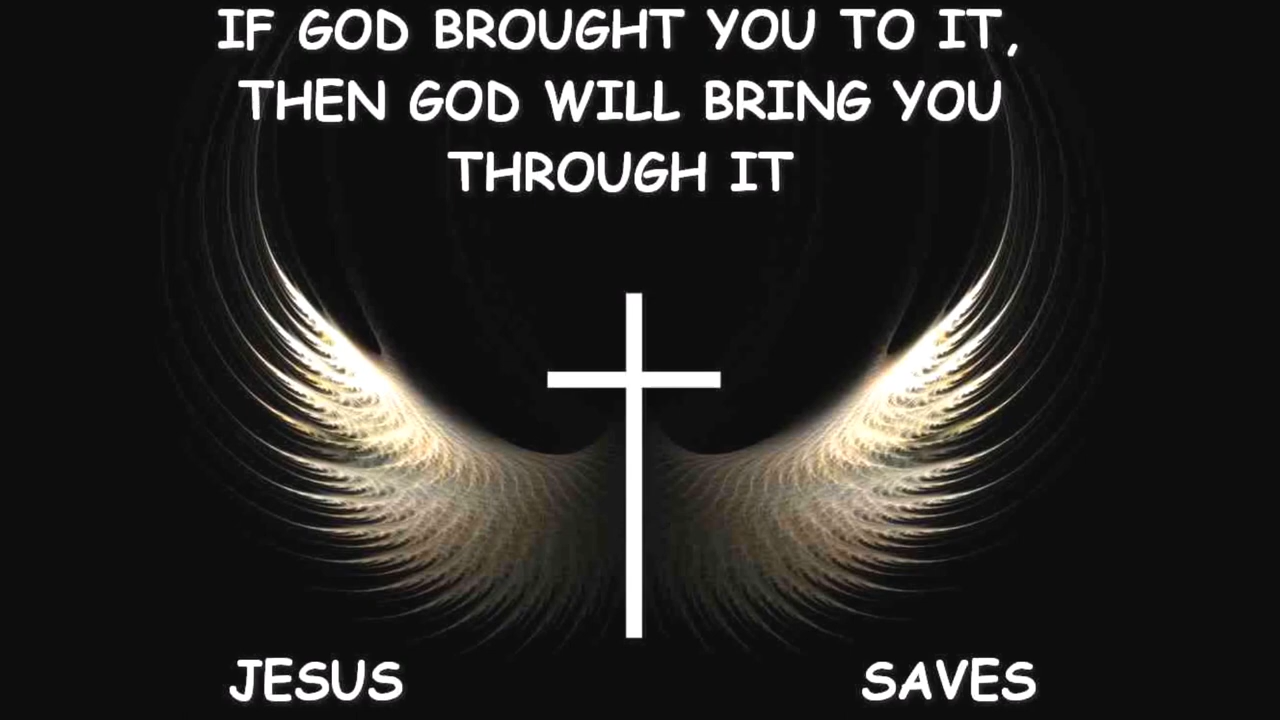 IF GOD BROUGHT YOU TO IT,
THEN GOD WILL BRING YOU
THROUGH IT
JESUS SAVES